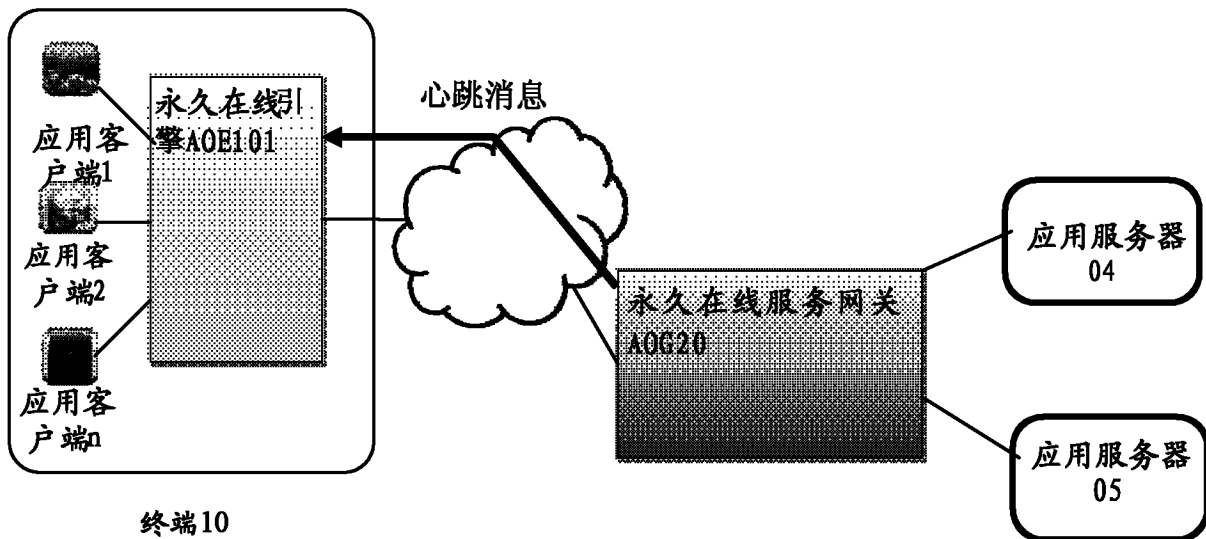 应用客
户端1
应用客
户端2
应用客
户端n
永久在线引
擎AOE101
终端10
心跳消息
永久在线服务网关
AOG20
应用服务器
04
应用服务器
05